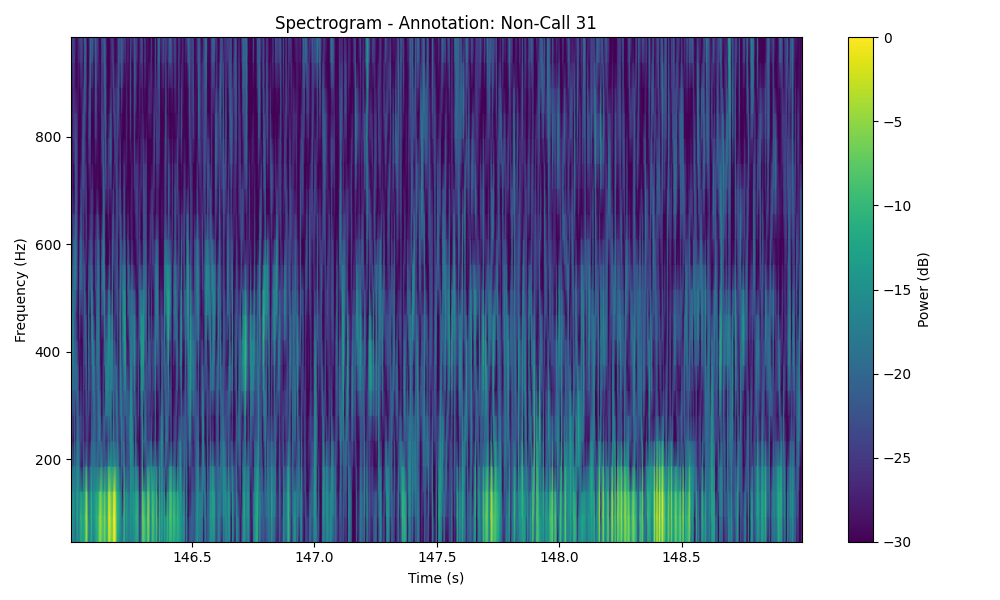 Spectrogram - Annotation: Non-Call 31
Frequency (Hz)
800
600
400
200
146.5 147.0 147.5 148.0 148.5
Time (s)
0
−5
−10
−15
−20
−25
−30
Power (dB)